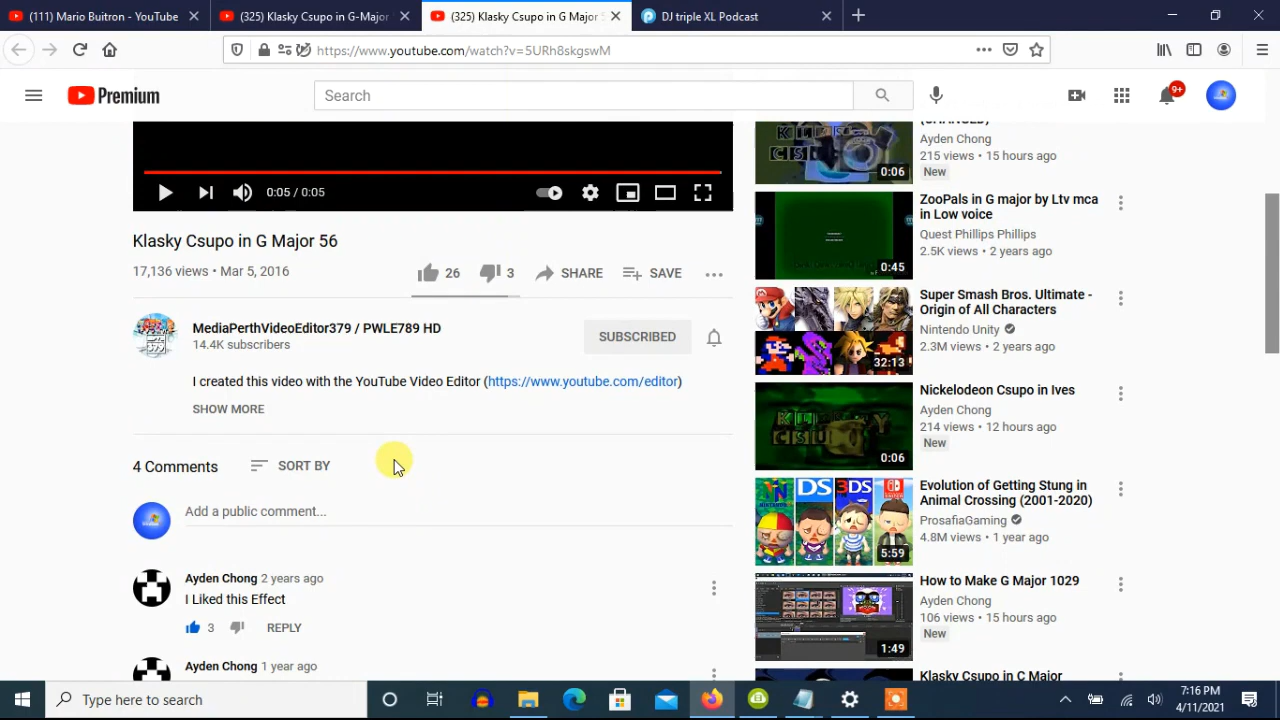 (111) Mario Buitron - YouTube
(325) Klasky Csupo in G-Major
(325) Klasky Csupo in G Major 5
DJ triple XL Podcast
https://www.youtube.com/watch?v=5URh8skgswM
Premium
Search
9+
(CHANGED)
Ayden Chong
215 views • 15 hours ago
New
0:06
0:05 / 0:05
ZooPals in G major by Ltv mca
in Low voice
Quest Phillips Phillips
2.5K views • 2 years ago
0:45
Klasky Csupo in G Major 56
17,136 views • Mar 5, 2016
26
3
SHARE
SAVE
Super Smash Bros. Ultimate -
Origin of All Characters
Nintendo Unity
2.3M views • 2 years ago
32:13
MediaPerthVideoEditor379 / PWLE789 HD
14.4K subscribers
SUBSCRIBED
I created this video with the YouTube Video Editor (https://www.youtube.com/editor)
SHOW MORE
Nickelodeon Csupo in Ives
Ayden Chong
214 views • 12 hours ago
New
KLASKY
CSUPO
0:06
4 Comments
SORT BY
Add a public comment...
DS
3DS
Evolution of Getting Stung in
Animal Crossing (2001-2020)
ProsafiaGaming
4.8M views • 1 year ago
5:59
Ayden Chong 2 years ago
I Liked this Effect
3
REPLY
How to Make G Major 1029
Ayden Chong
106 views • 15 hours ago
New
1:49
Ayden Chong 1 year ago
Klasky Csupo in C Major
Type here to search
7:16 PM
4/11/2021